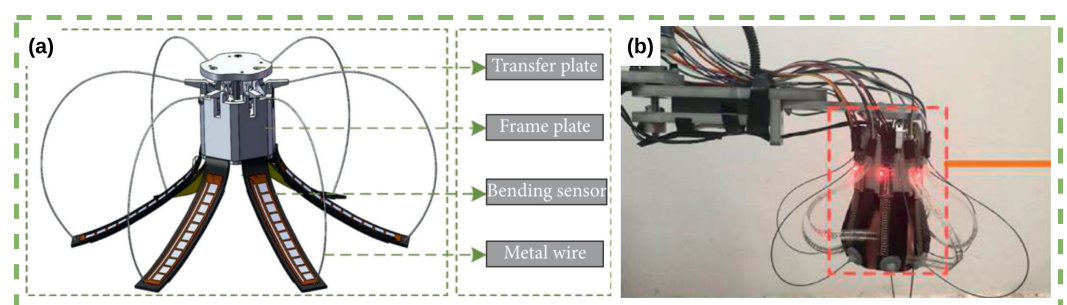 (a)
Transfer plate
Frame plate
Bending sensor
Metal wire
(b)